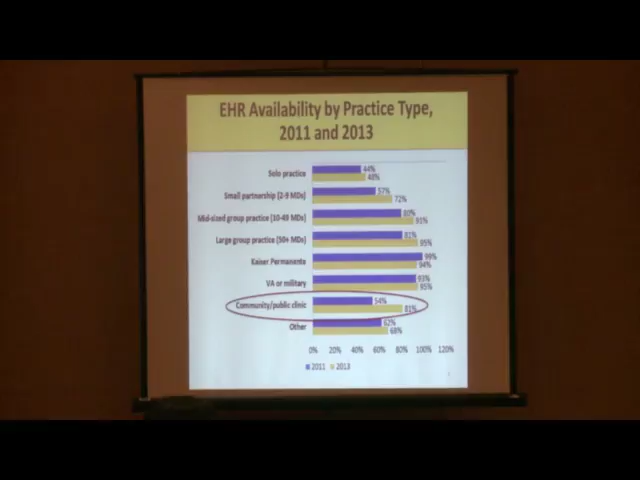 EHR Availability by Practice Type,
2011 and 2013
Solo practice
44%
48%
Small partnership (2-9 MDs)
57%
72%
Mid-sized group practice (10-49 MDs)
80%
91%
Large group practice (50+ MDs)
81%
95%
Kaiser Permanente
99%
94%
VA or military
93%
95%
Community/public clinic
54%
81%
Other
62%
68%
0% 20% 40% 60% 80% 100% 120%
2011 2013